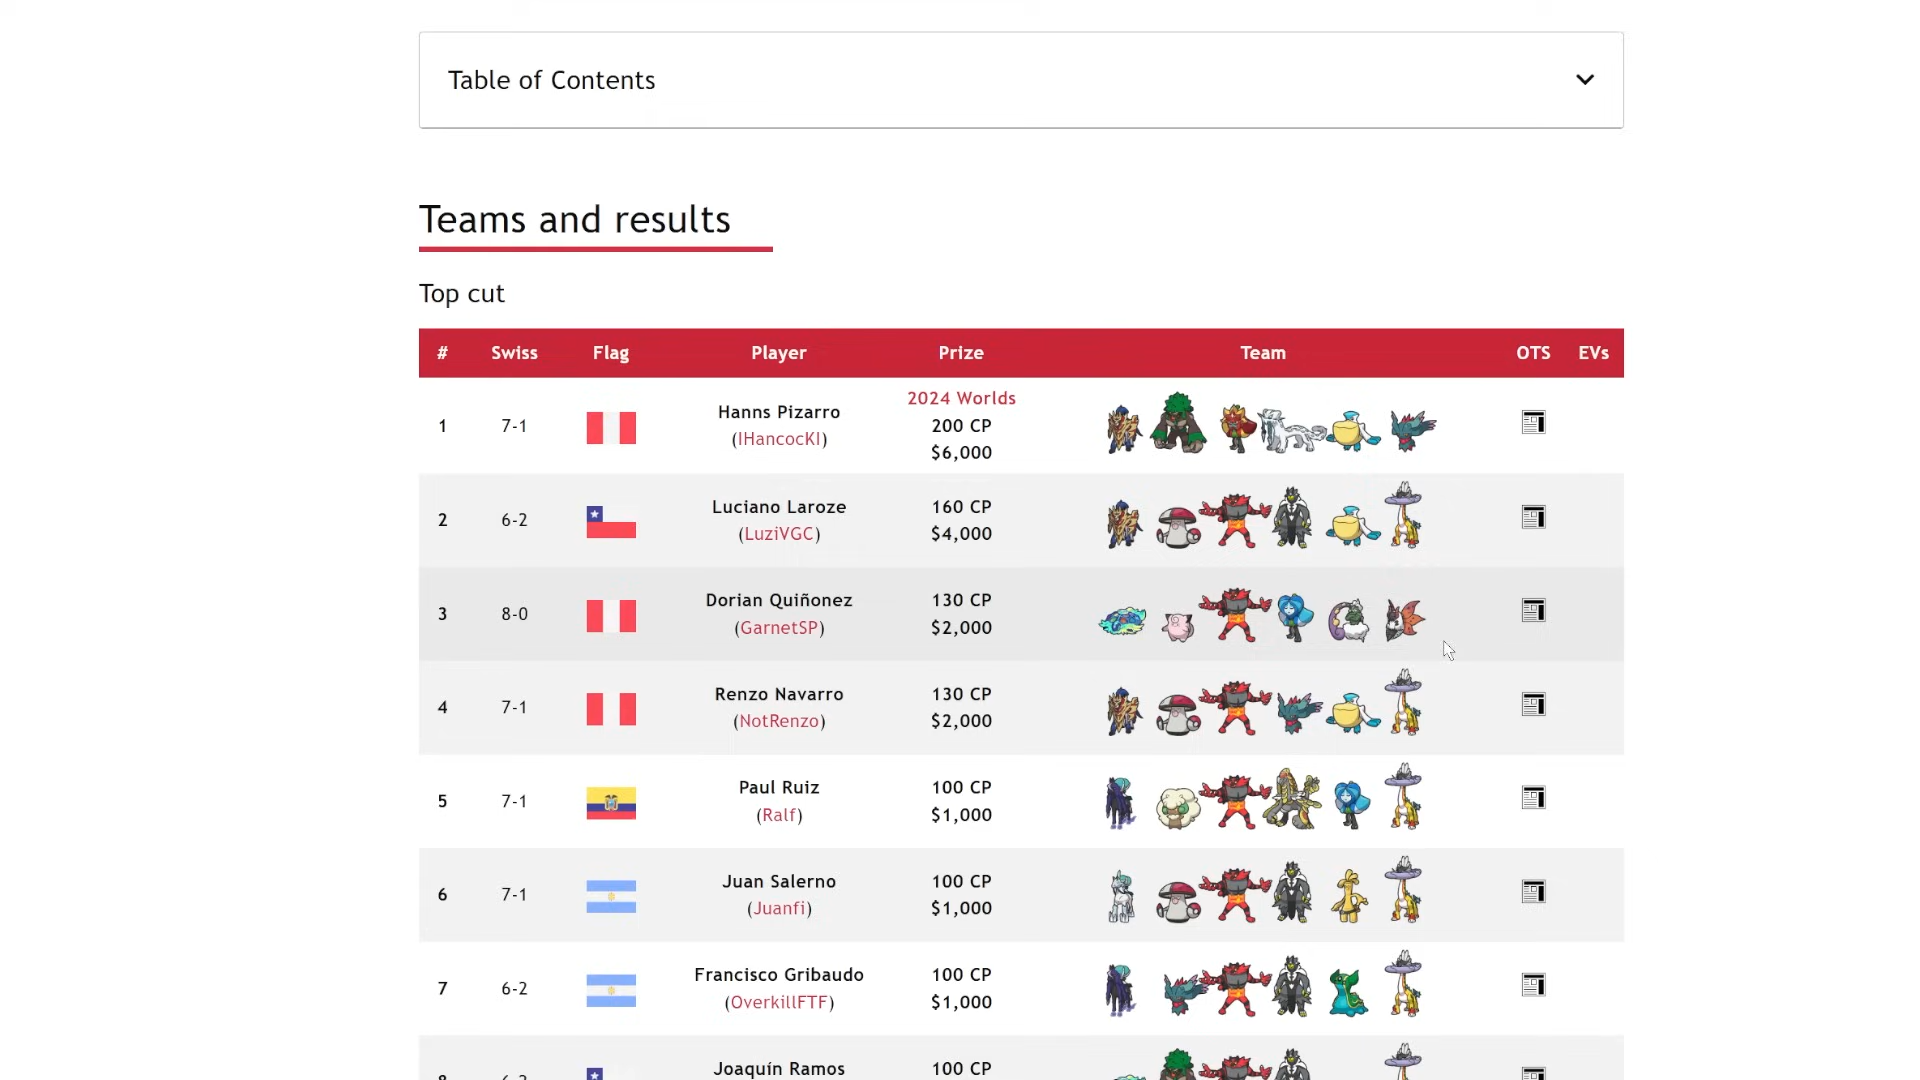 Table of Contents
Teams and results
Top cut
# Swiss Flag Player Prize Team OTS EVs
1 7-1 Hanns Pizarro (IHancocKI) 2024 Worlds 200 CP $6,000
2 6-2 Luciano Laroze (LuziVGC) 160 CP $4,000
3 8-0 Dorian Quiñonez (GarnetSP) 130 CP $2,000
4 7-1 Renzo Navarro (NotRenzo) 130 CP $2,000
5 7-1 Paul Ruiz (Ralf) 100 CP $1,000
6 7-1 Juan Salerno (Juanfi) 100 CP $1,000
7 6-2 Francisco Gribaudo (OverkillFTF) 100 CP $1,000
Joaquín Ramos 100 CP